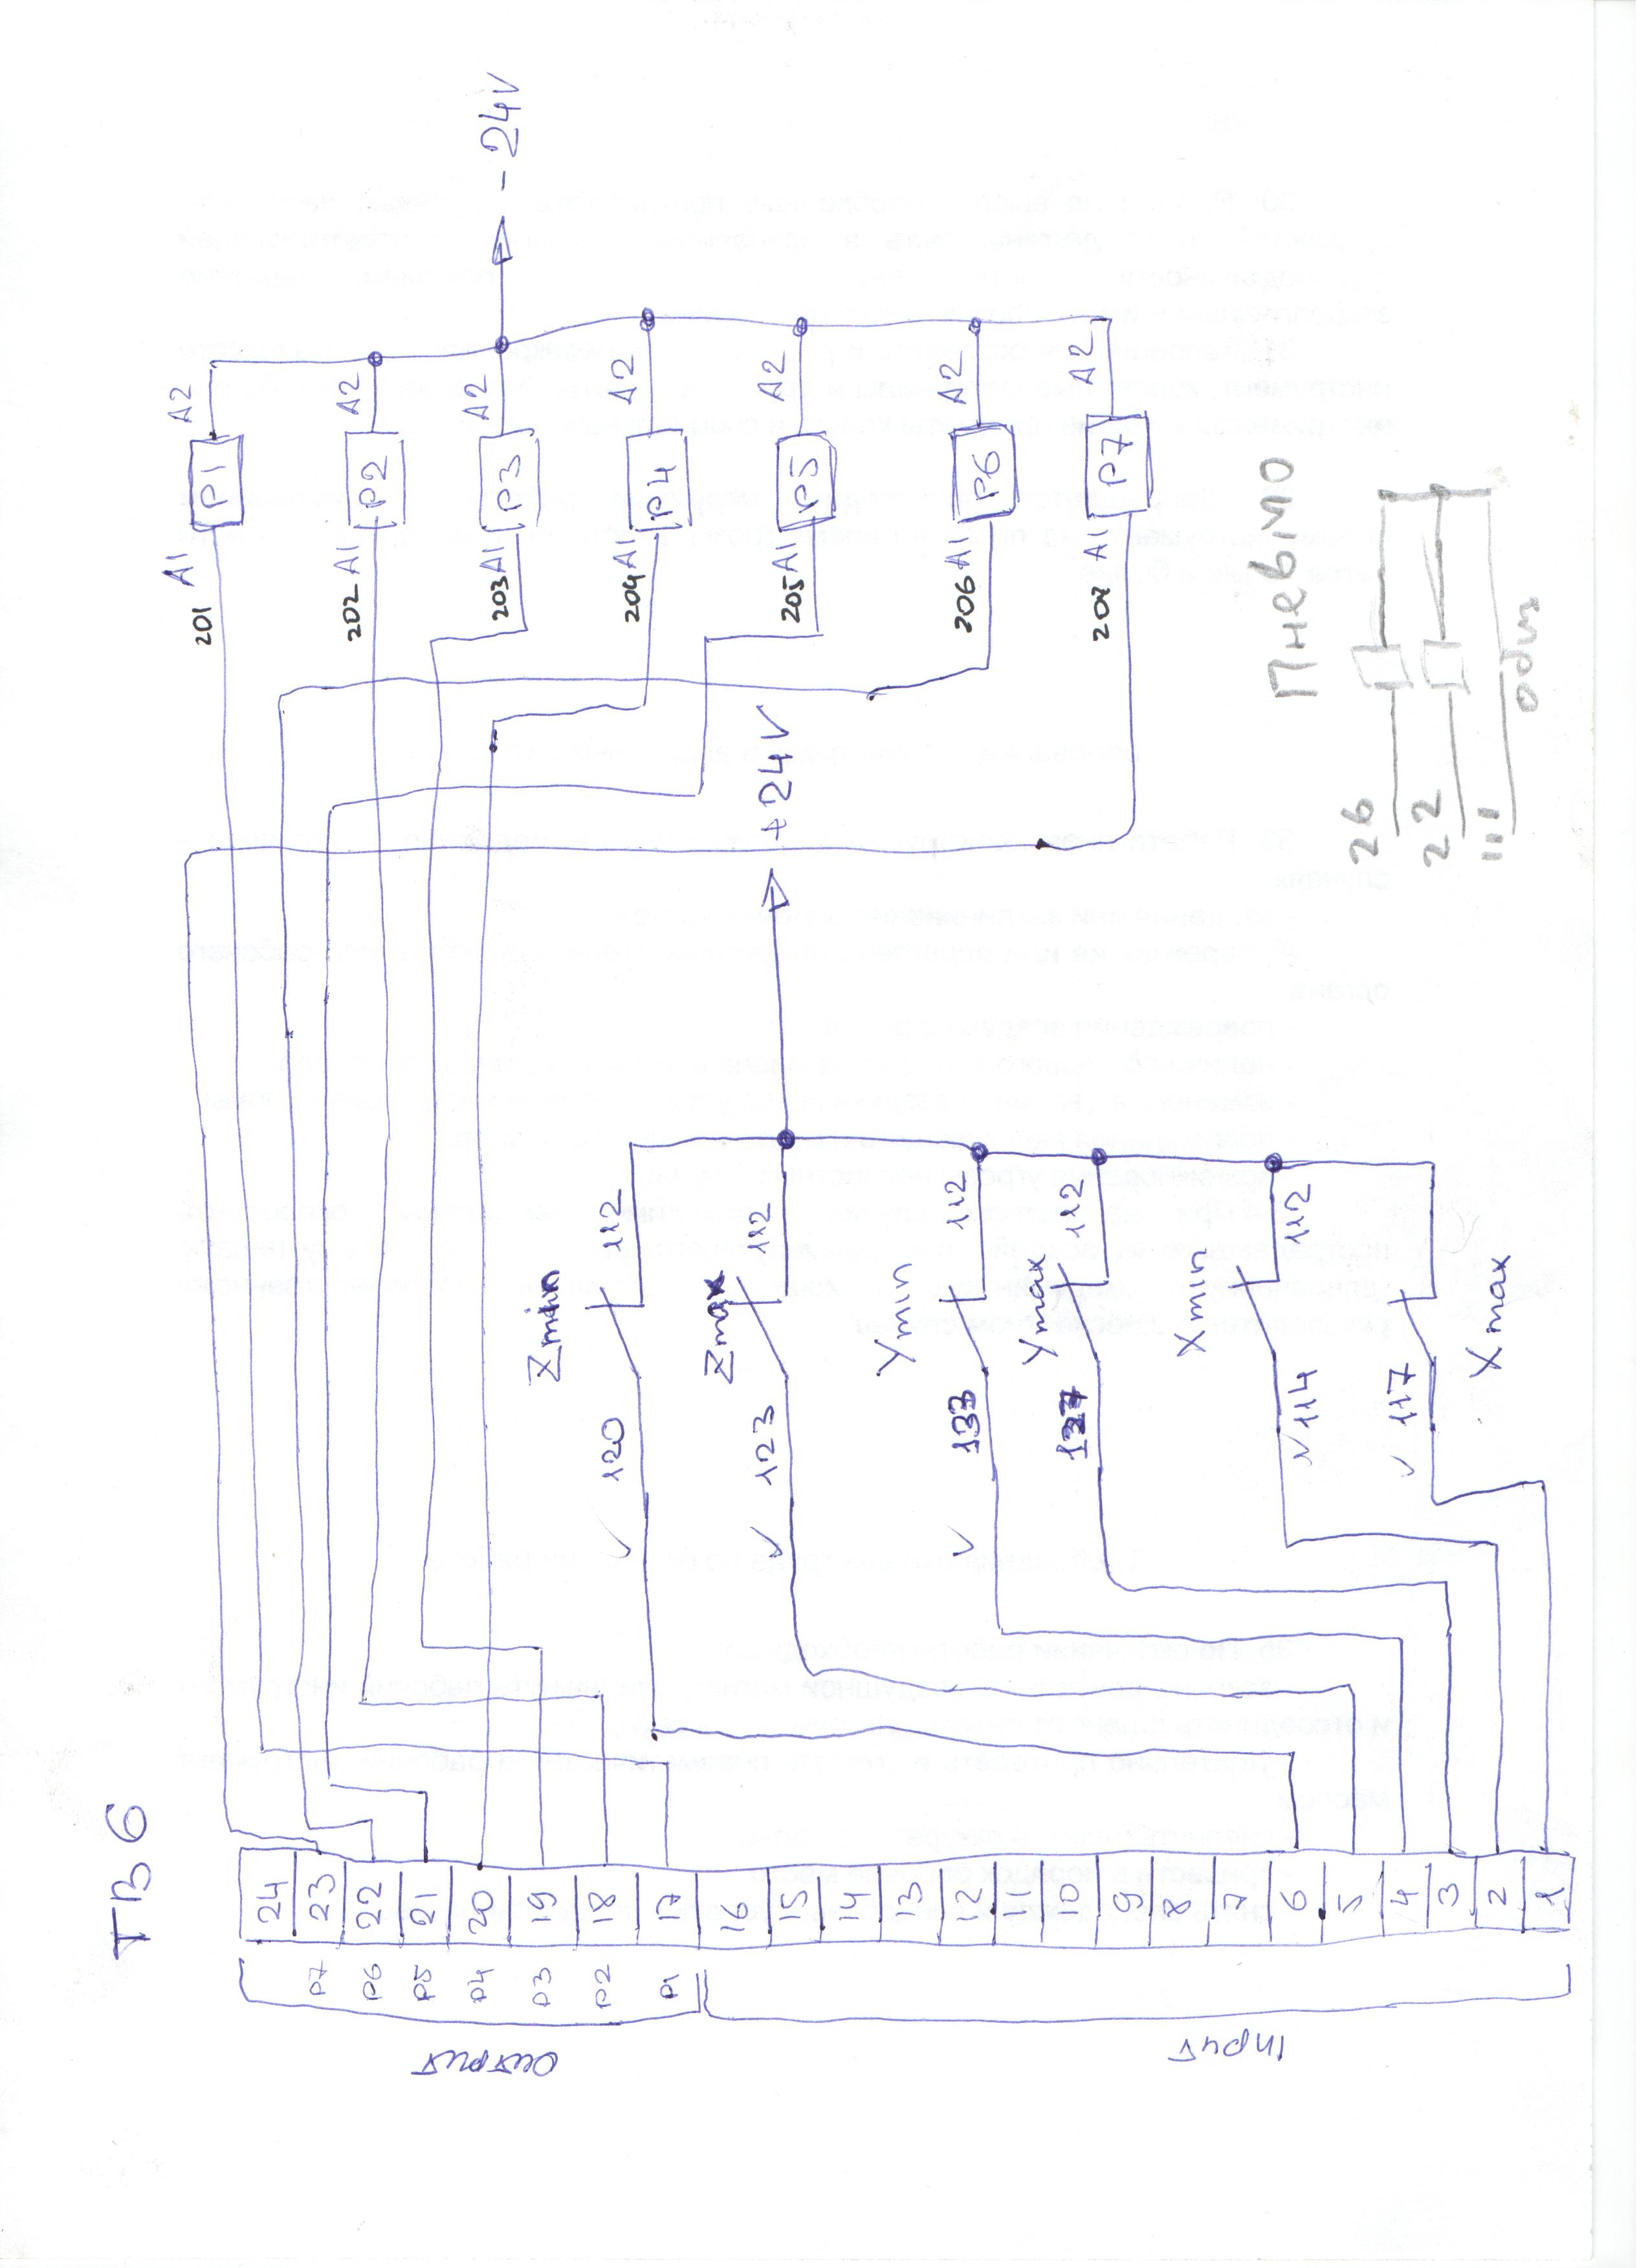 TB 6
24
23
22
21
20
19
18
17
16
15
14
13
12
11
10
9
8
7
6
5
4
3
2
1
P7
P6
P5
P4
P3
P2
P1
Output
Input
201 A1 P1 A2
202 A1 P2 A2
203 A1 P3 A2
204 A1 P4 A2
205 A1 P5 A2
206 A1 P6 A2
207 A1 P7 A2
- 24V
+24V
120 Zmin 112
123 Zmax 112
133 Ymin 112
137 Ymax 112
114 Xmin 112
117 Xmax
Пневмо
26
22
111
общ